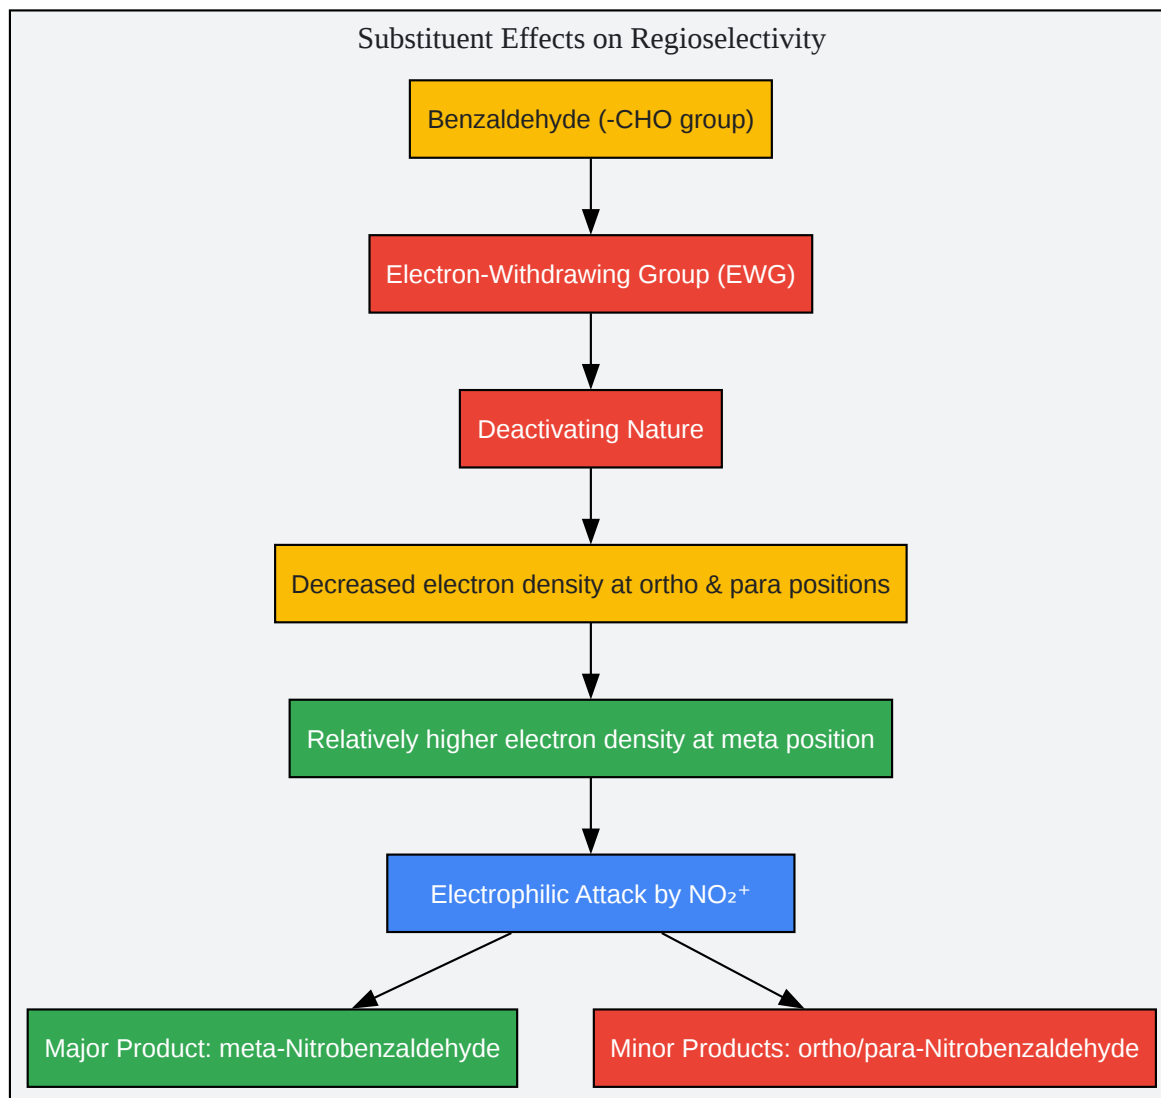 Substituent Effects on Regioselectivity
Benzaldehyde (-CHO group)
Electron-Withdrawing Group (EWG)
Deactivating Nature
Decreased electron density at ortho & para positions
Relatively higher electron density at meta position
Electrophilic Attack by NO₂⁺
Major Product: meta-Nitrobenzaldehyde
Minor Products: ortho/para-Nitrobenzaldehyde